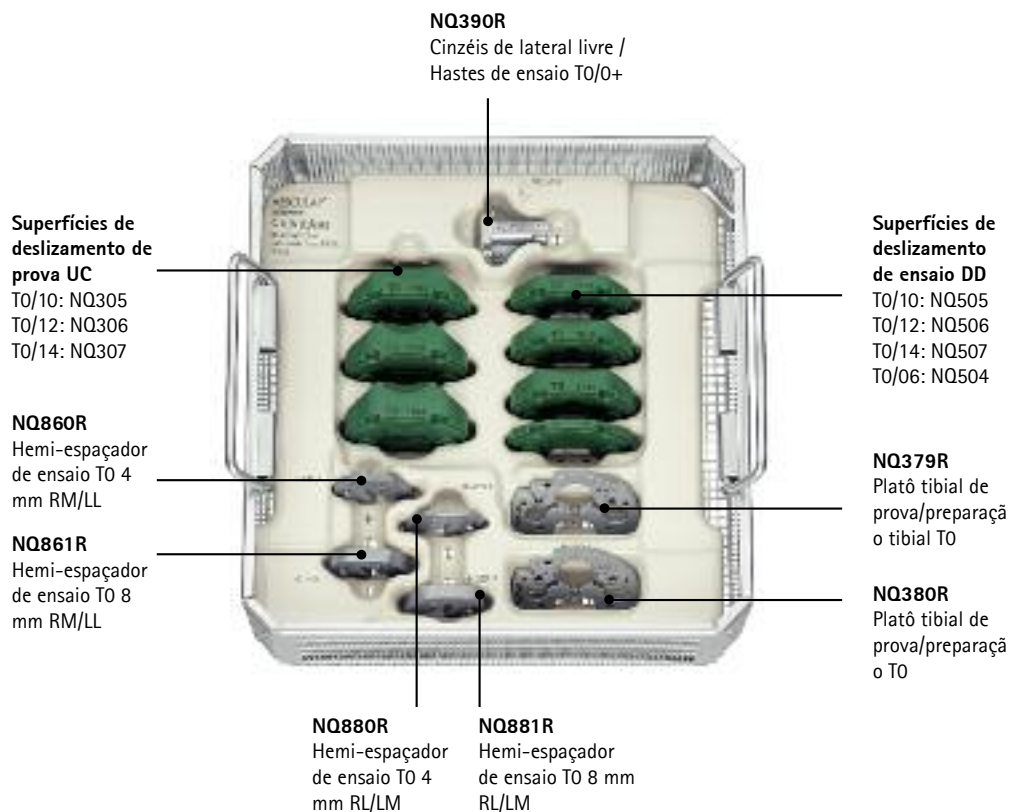 NQ390R
Cinzéis de lateral livre /
Hastes de ensaio T0/0+
Superfícies de
deslizamento de
prova UC
T0/10: NQ305
T0/12: NQ306
T0/14: NQ307
NQ860R
Hemi-espaçador
de ensaio T0 4
mm RM/LL
NQ861R
Hemi-espaçador
de ensaio T0 8
mm RM/LL
Superfícies de
deslizamento
de ensaio DD
T0/10: NQ505
T0/12: NQ506
T0/14: NQ507
T0/06: NQ504
NQ379R
Platô tibial de
prova/preparaçã
o tibial T0
NQ380R
Platô tibial de
prova/preparaçã
o T0
NQ880R
Hemi-espaçador
de ensaio T0 4
mm RL/LM
NQ881R
Hemi-espaçador
de ensaio T0 8 mm
RL/LM